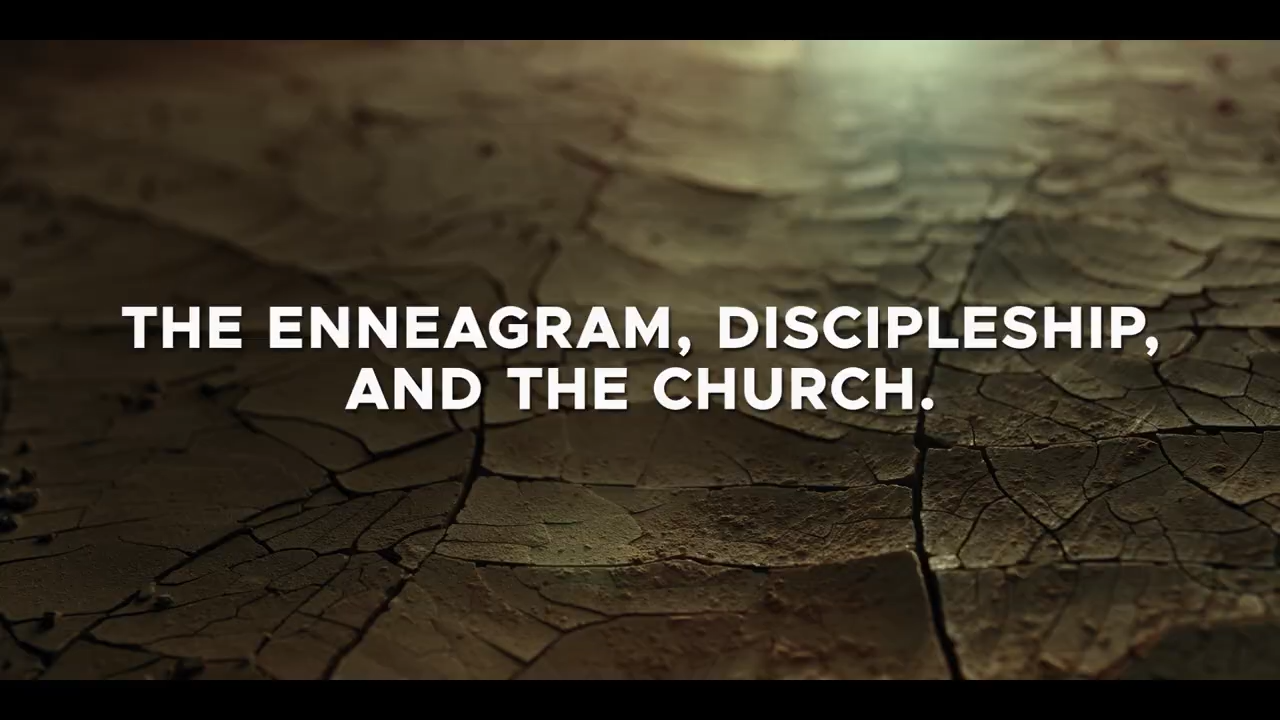 THE ENNEAGRAM, DISCIPLESHIP,
AND THE CHURCH.